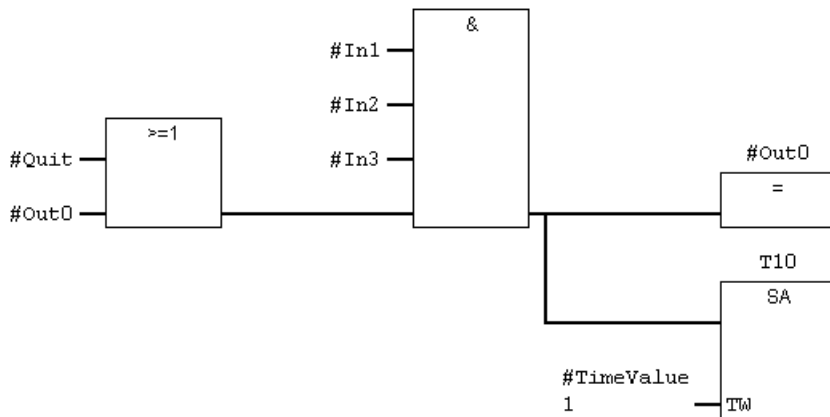 &
#In1
#In2
#In3
>=1
#Quit
#Out0
#Out0
=
T10
SA
#TimeValue
1
TW